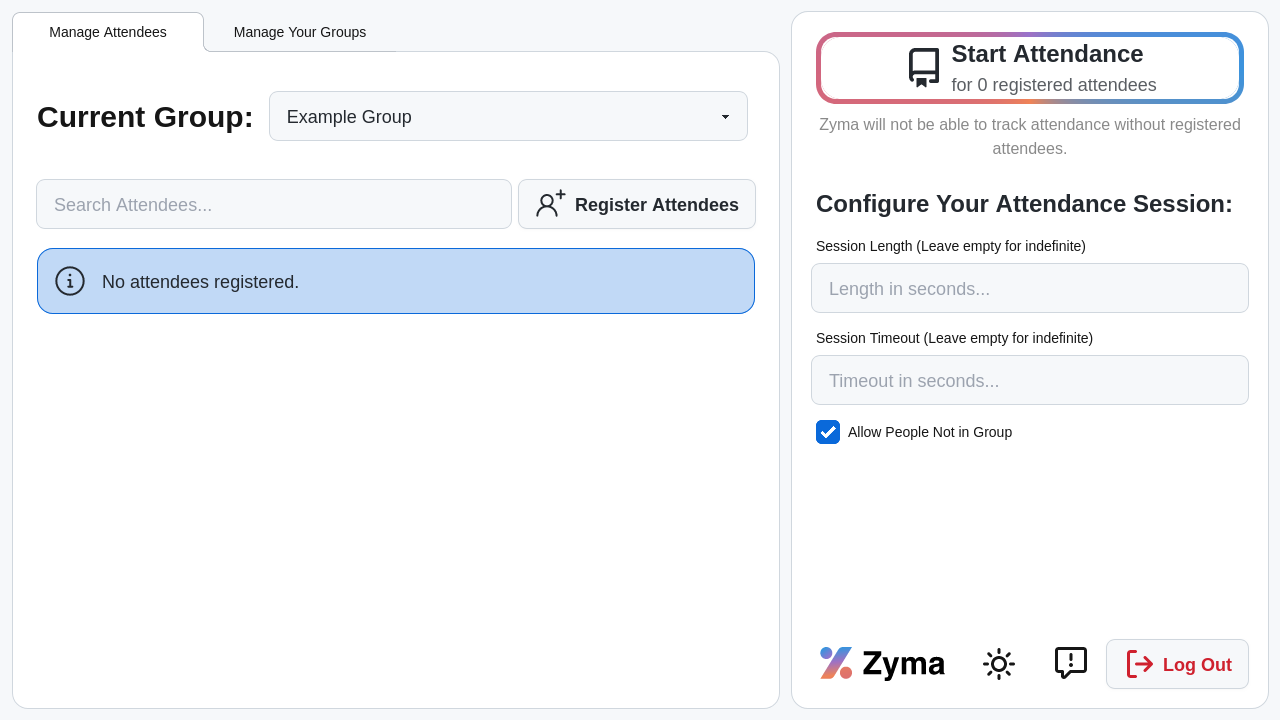 Manage Attendees
Manage Your Groups
Current Group:
Example Group
Search Attendees...
Register Attendees
No attendees registered.
Start Attendance
for 0 registered attendees
Zyma will not be able to track attendance without registered
attendees.
Configure Your Attendance Session:
Session Length (Leave empty for indefinite)
Length in seconds...
Session Timeout (Leave empty for indefinite)
Timeout in seconds...
Allow People Not in Group
Zyma
Log Out